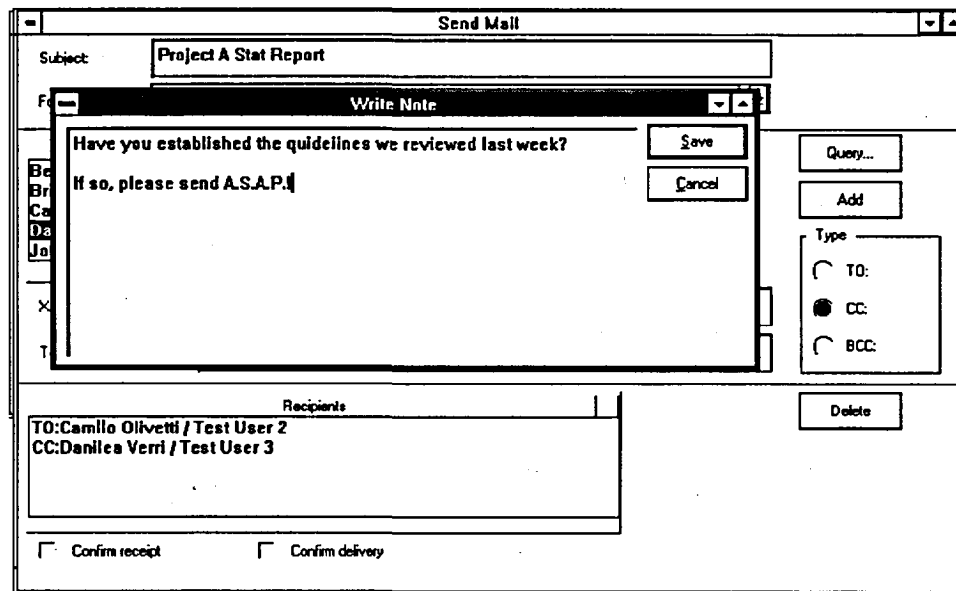 Send Mail
Subject:
Project A Stat Report
Write Note
Have you established the quidelines we reviewed last week?
If so, please send A.S.A.P.!
Save
Cancel
Query...
Add
Type
TO:
CC:
BCC:
Recipients
TO:Camilo Olivetti / Test User 2
CC:Danilea Verri / Test User 3
Delete
Confirm receipt
Confirm delivery